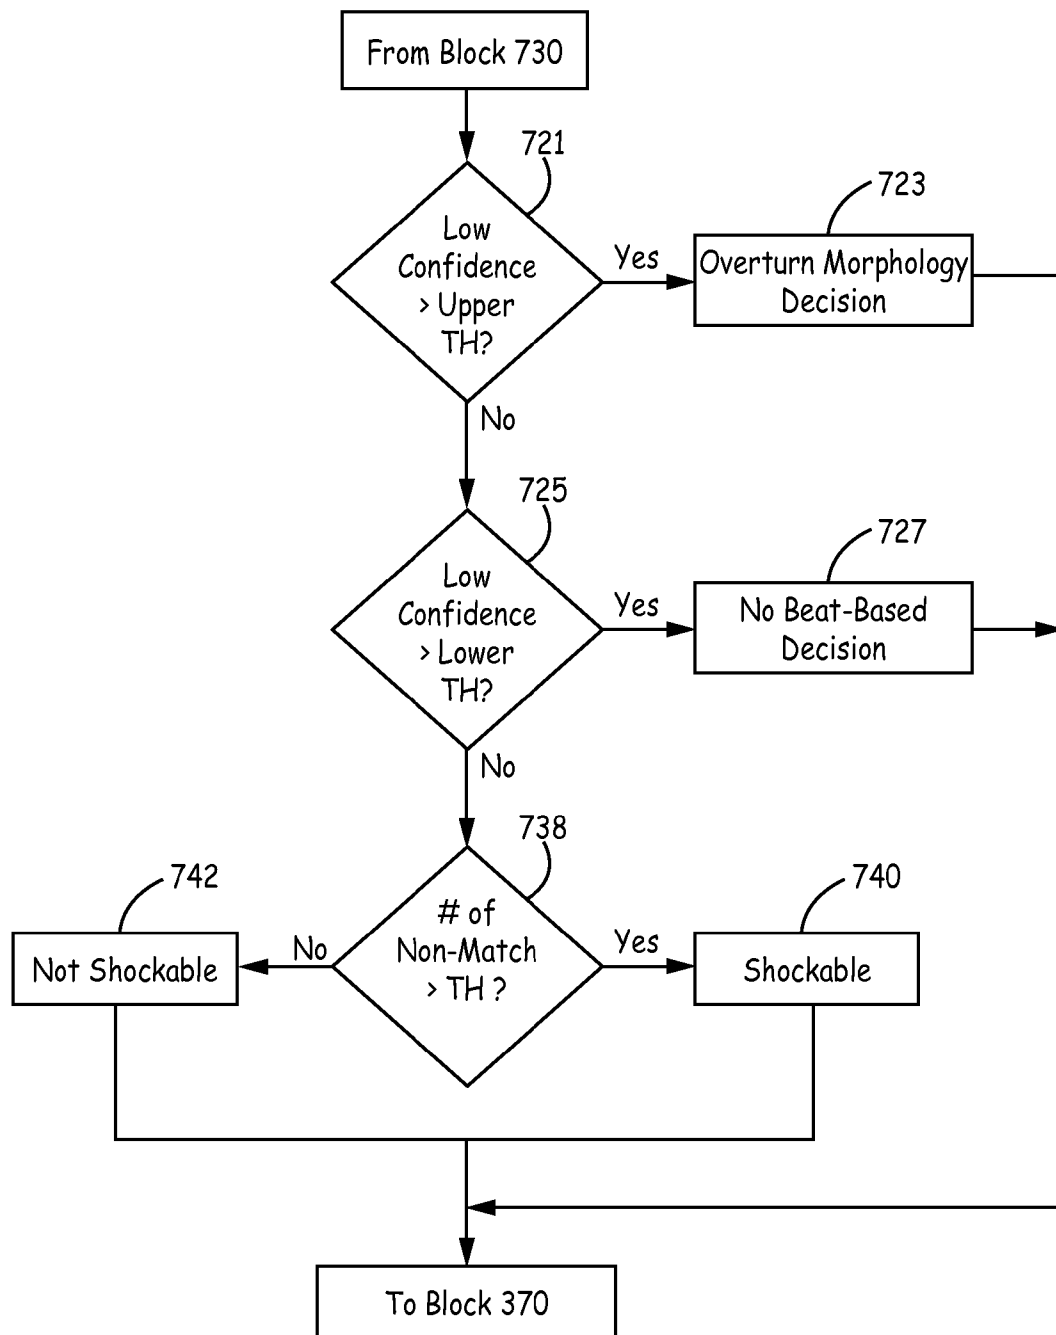 From Block 730
721
Low
Confidence
> Upper
TH?
Yes
723
Overturn Morphology
Decision
No
725
Low
Confidence
> Lower
TH?
Yes
727
No Beat-Based
Decision
No
738
# of
Non-Match
> TH ?
No
742
Not Shockable
Yes
740
Shockable
To Block 370